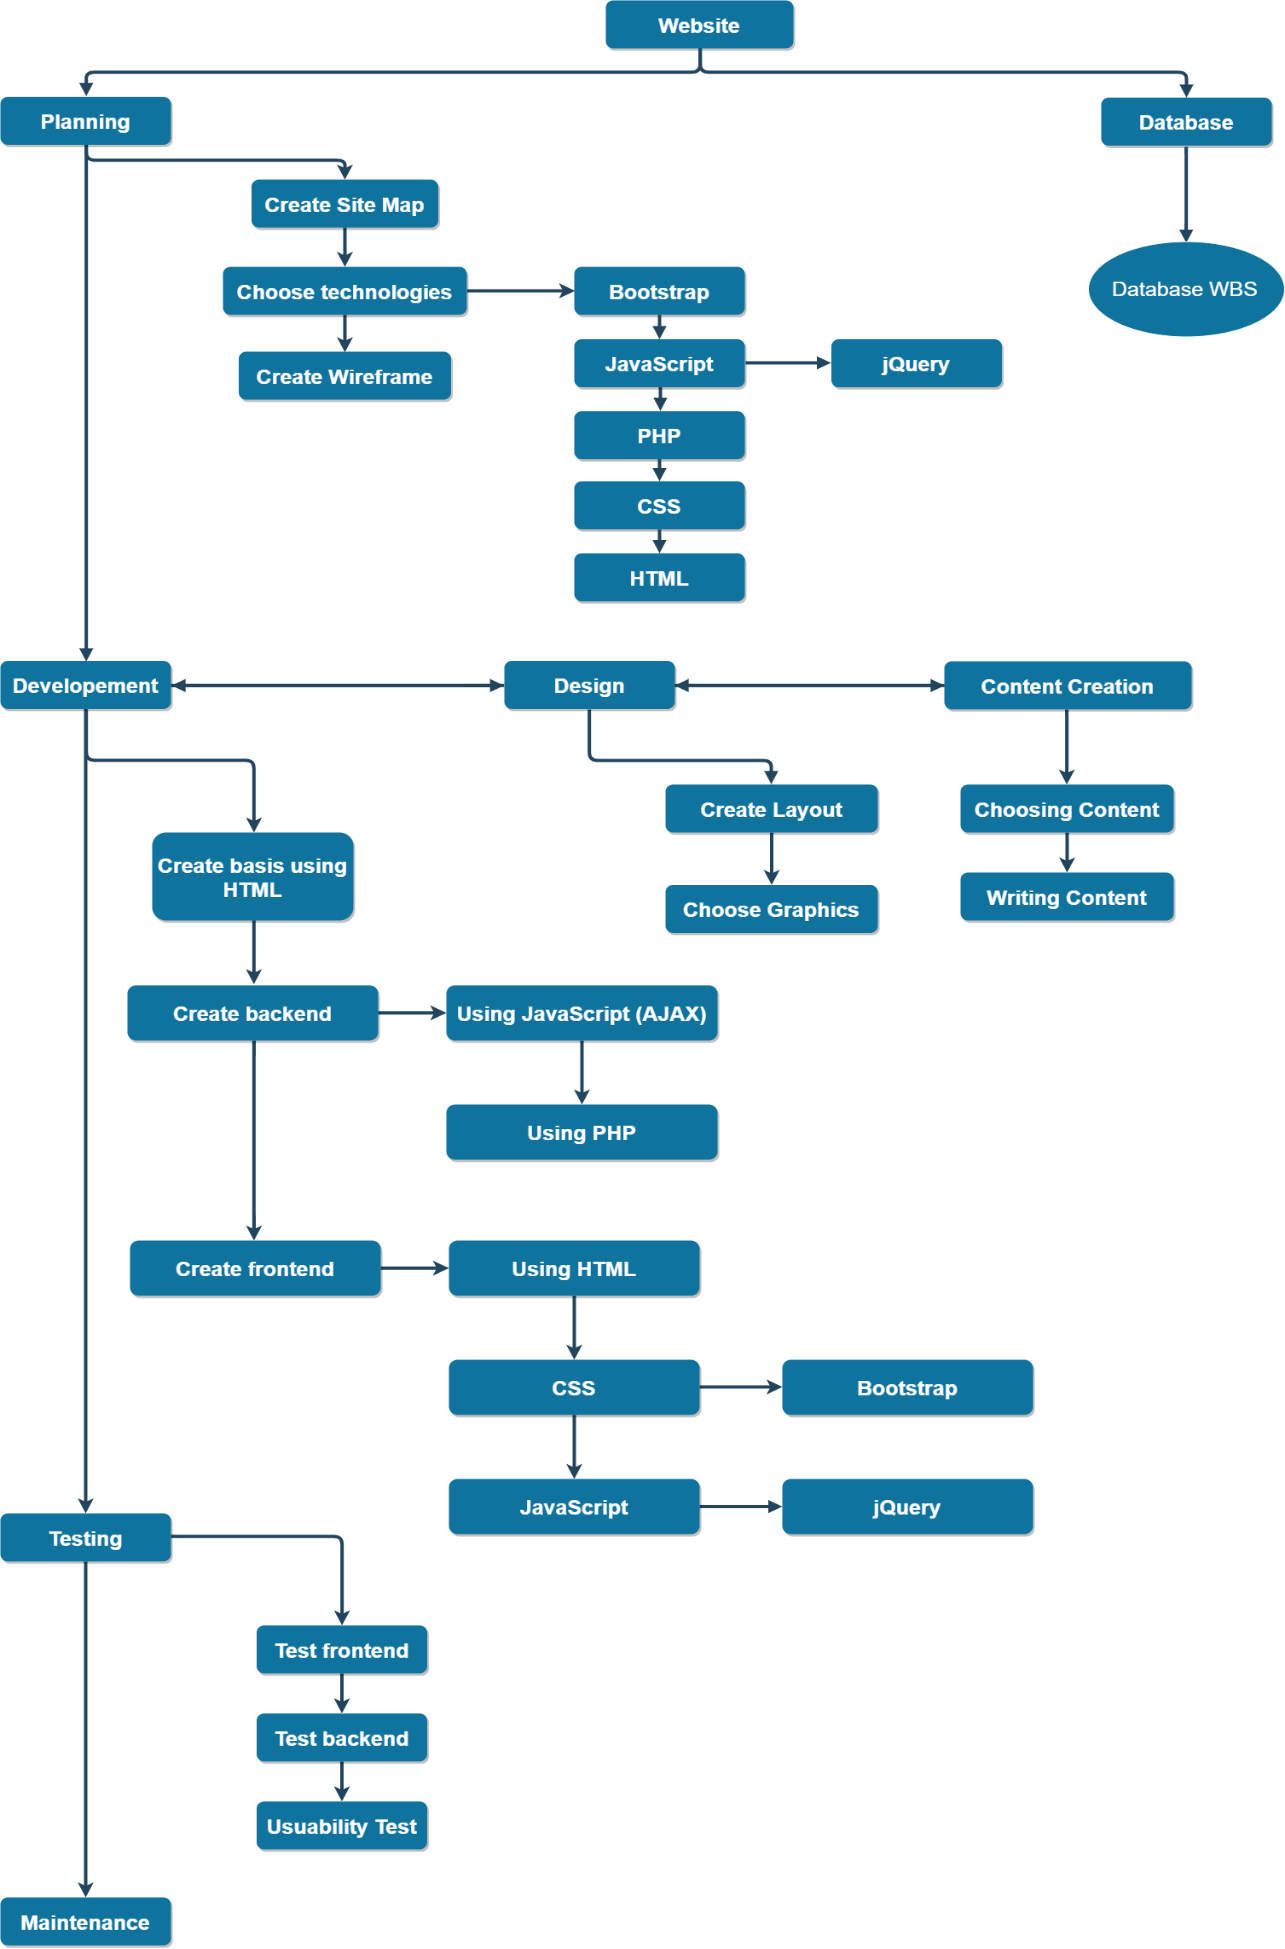 Website
Planning
Database
Create Site Map
Choose technologies
Bootstrap
Database WBS
JavaScript
jQuery
Create Wireframe
PHP
CSS
HTML
Developement
Design
Content Creation
Create Layout
Choosing Content
Create basis using
HTML
Choose Graphics
Writing Content
Create backend
Using JavaScript (AJAX)
Using PHP
Create frontend
Using HTML
CSS
Bootstrap
JavaScript
jQuery
Testing
Test frontend
Test backend
Usuability Test
Maintenance